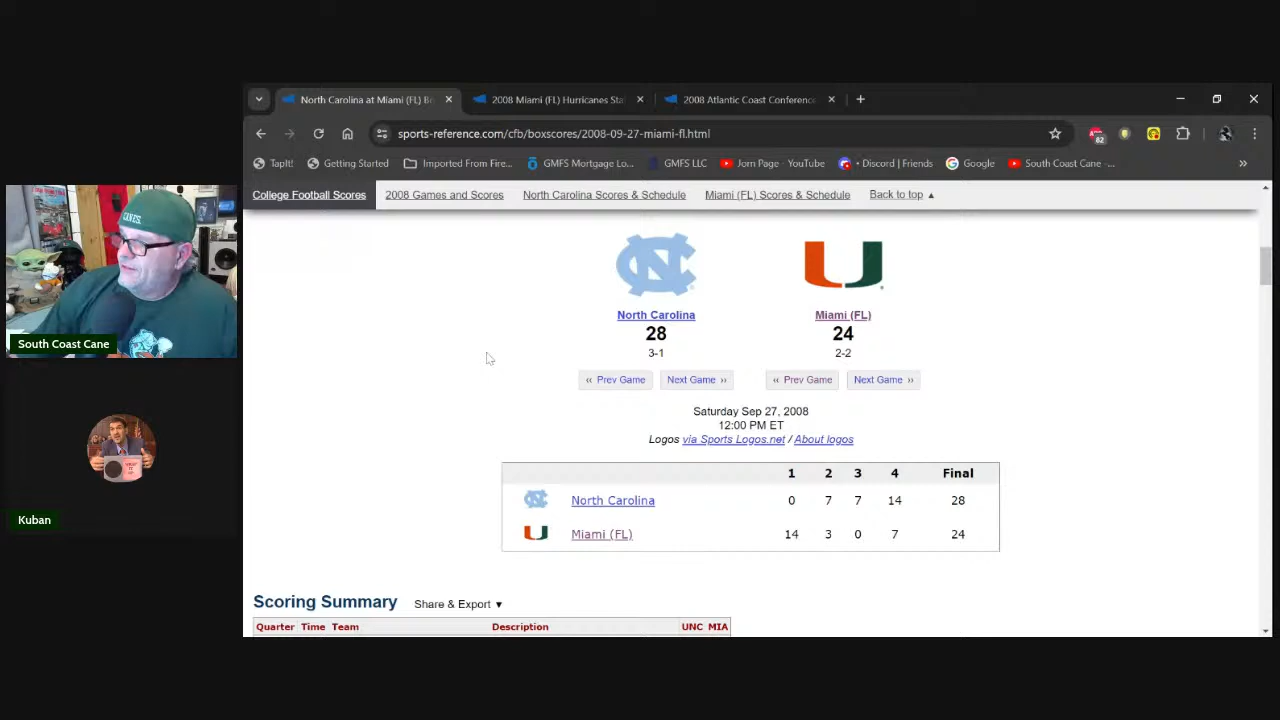 North Carolina at Miami (FL) B
2008 Miami (FL) Hurricanes Sta
2008 Atlantic Coast Conference
sports-reference.com/cfb/boxscores/2008-09-27-miami-fl.html
82
TapIt!
Getting Started
Imported From Fire...
GMFS Mortgage Lo...
GMFS LLC
Jom Page - YouTube
• Discord | Friends
Google
South Coast Cane -...
College Football Scores
2008 Games and Scores
North Carolina Scores & Schedule
Miami (FL) Scores & Schedule
Back to top ▲
CANES
South Coast Cane
Kuban
NC
U
North Carolina
Miami (FL)
28
24
3-1
2-2
‹‹ Prev Game
Next Game ››
‹‹ Prev Game
Next Game ››
Saturday Sep 27, 2008
12:00 PM ET
Logos via Sports Logos.net / About logos
1 2 3 4 Final
North Carolina 0 7 7 14 28
Miami (FL) 14 3 0 7 24
Scoring Summary
Share & Export ▼
Quarter Time Team Description UNC MIA